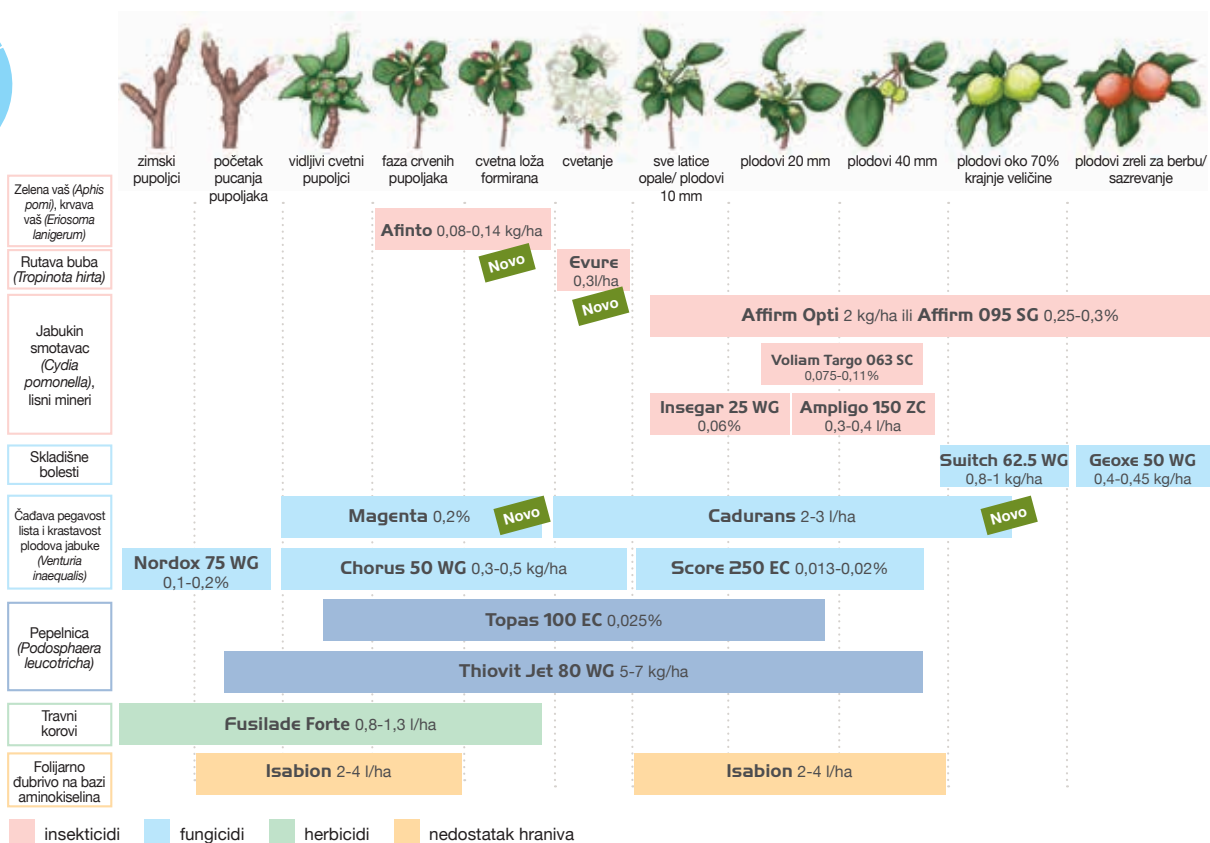 zimski
pupoljci
početak
pucanja
pupoljaka
vidljivi cvetni
pupoljci
faza crvenih
pupoljaka
cvetna loža
formirana
cvetanje
sve latice
opale/ plodovi
10 mm
plodovi 20 mm
plodovi 40 mm
plodovi oko 70%
krajnje veličine
plodovi zreli za berbu/
sazrevanje
Zelena vaš (Aphis
pomi), krvava
vaš (Eriosoma
lanigerum)
Afinto 0,08-0,14 kg/ha
Novo
Rutava buba
(Tropinota hirta)
Evure
0,3l/ha
Novo
Jabukin
smotavac
(Cydia
pomonella),
lisni mineri
Affirm Opti 2 kg/ha ili Affirm 095 SG 0,25-0,3%
Voliam Targo 063 SC
0,075-0,11%
Insegar 25 WG
0,06%
Ampligo 150 ZC
0,3-0,4 l/ha
Skladišne
bolesti
Switch 62.5 WG
0,8-1 kg/ha
Geoxe 50 WG
0,4-0,45 kg/ha
Čađava pegavost
lista i krastavost
plodova jabuke
(Venturia
inaequalis)
Magenta 0,2%
Novo
Cadurans 2-3 l/ha
Novo
Nordox 75 WG
0,1-0,2%
Chorus 50 WG 0,3-0,5 kg/ha
Score 250 EC 0,013-0,02%
Pepelnica
(Podosphaera
leucotricha)
Topas 100 EC 0,025%
Thiovit Jet 80 WG 5-7 kg/ha
Travni
korovi
Fusilade Forte 0,8-1,3 l/ha
Folijarno
đubrivo na bazi
aminokiselina
Isabion 2-4 l/ha
Isabion 2-4 l/ha
insekticidi
fungicidi
herbicidi
nedostatak hraniva